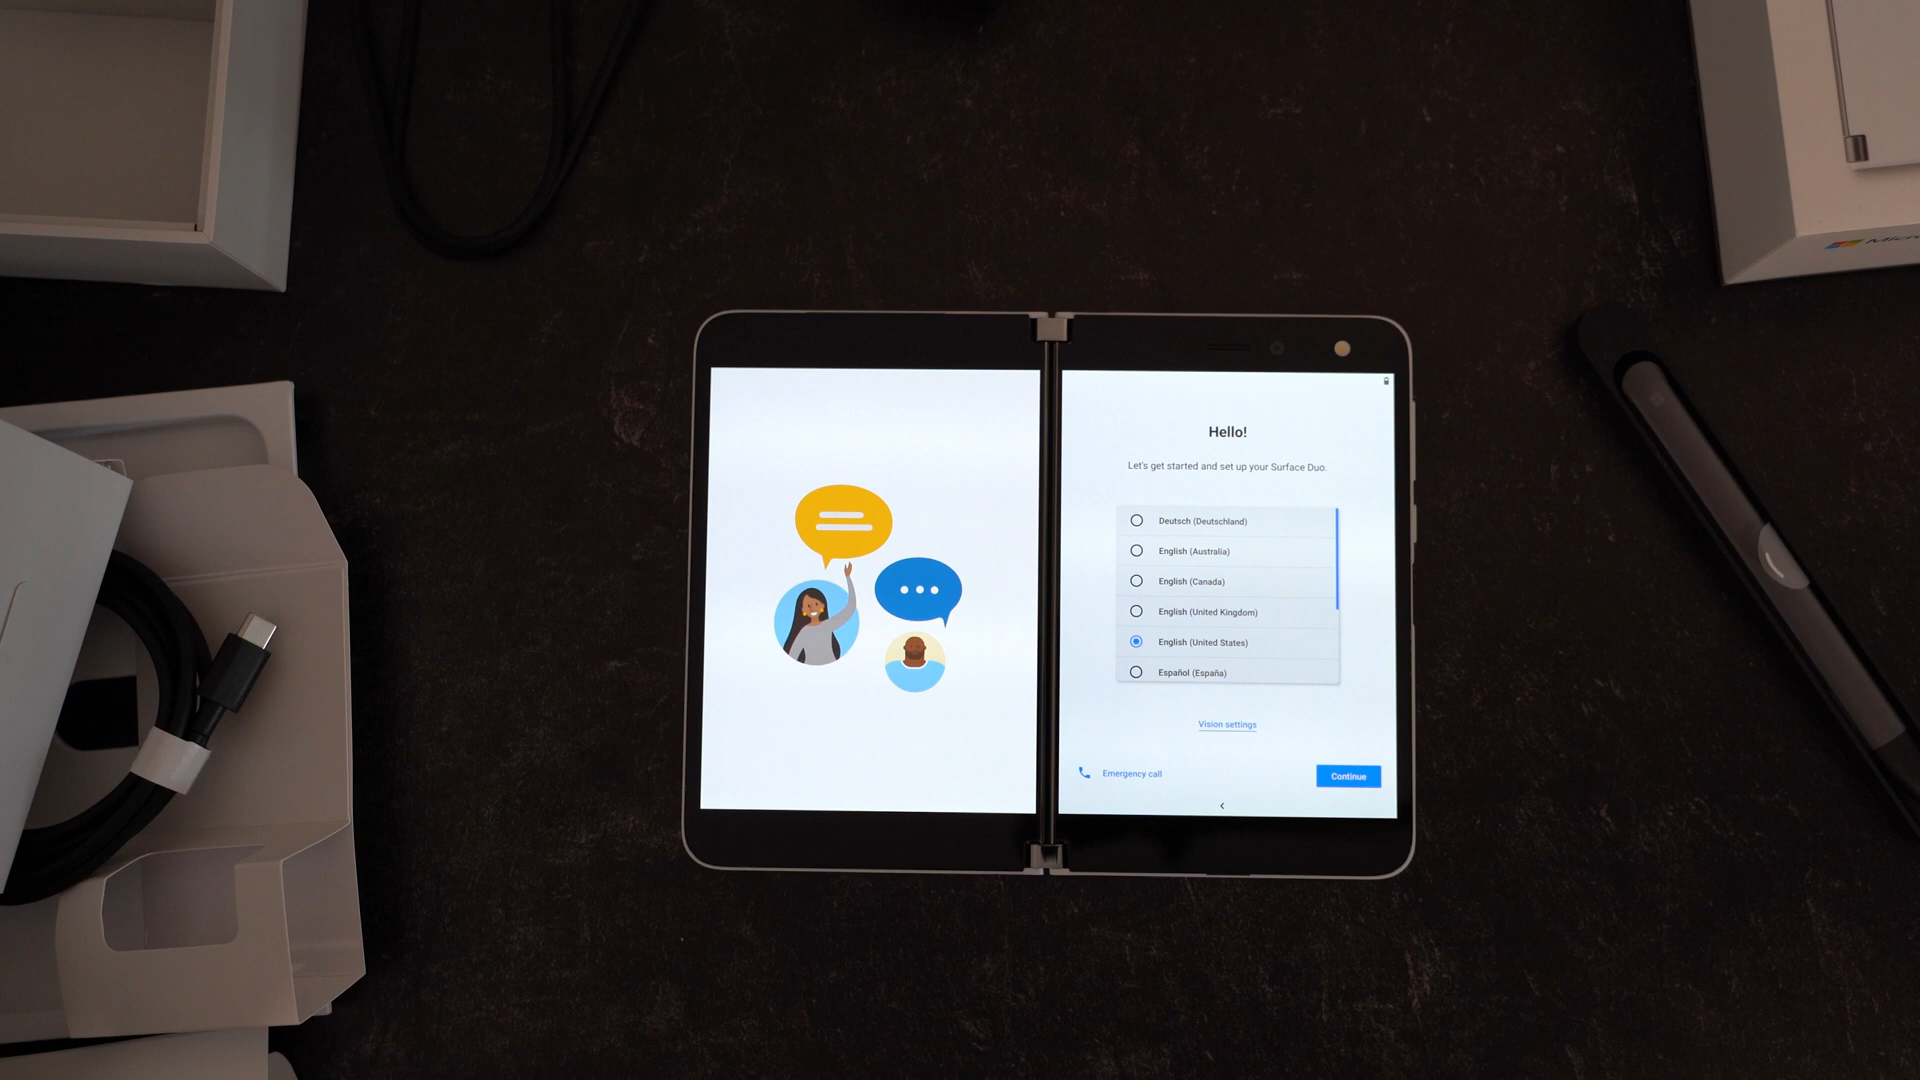 Hello!
Let's get started and set up your Surface Duo.
Deutsch (Deutschland)
English (Australia)
English (Canada)
English (United Kingdom)
English (United States)
Español (España)
Vision settings
Emergency call
Continue